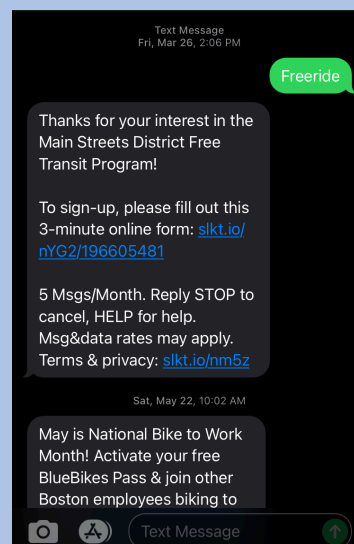 Text Message
Fri, Mar 26, 2:06 PM
Freeride
Thanks for your interest in the
Main Streets District Free
Transit Program!
To sign-up, please fill out this
3-minute online form: slkt.io/
nYG2/196605481
5 Msgs/Month. Reply STOP to
cancel, HELP for help.
Msg&data rates may apply.
Terms & privacy: slkt.io/nm5z
Sat, May 22, 10:02 AM
May is National Bike to Work
Month! Activate your free
BlueBikes Pass & join other
Boston employees biking to
Text Message